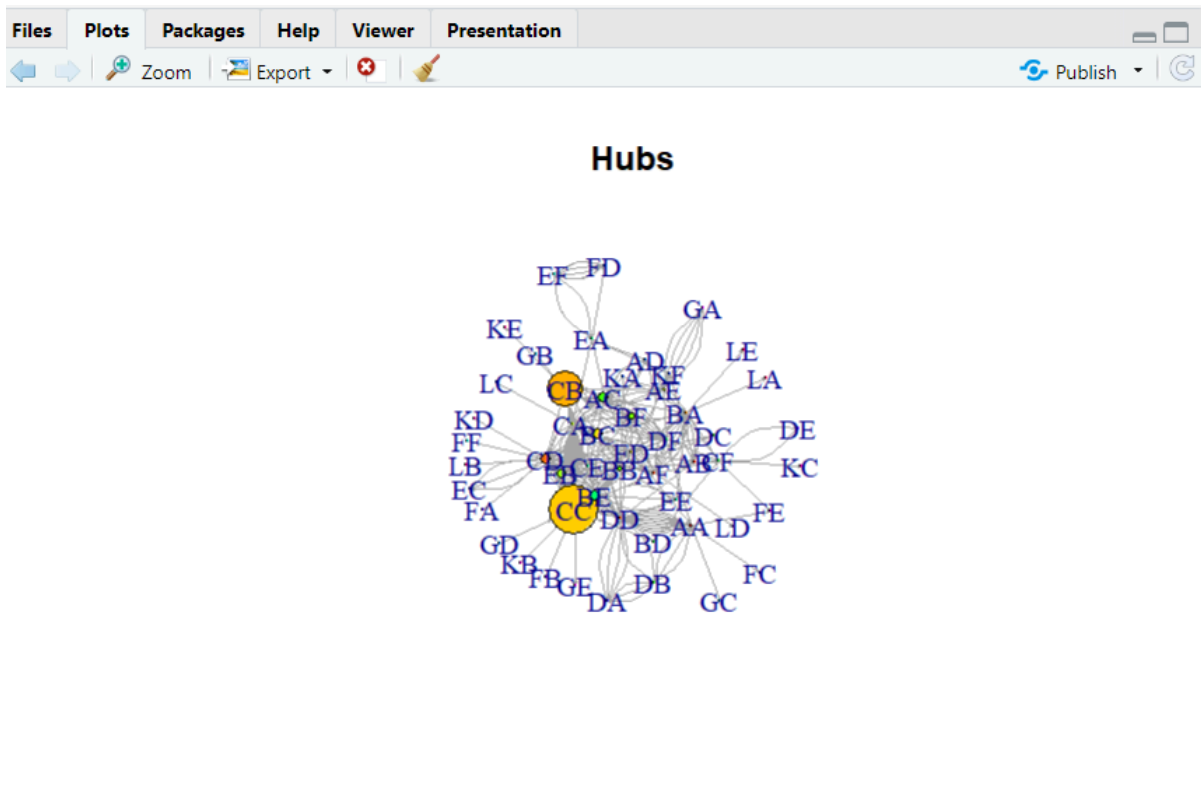 Files Plots Packages Help Viewer Presentation
Zoom Export Publish
Hubs
EF FD
GA
KE
EA
GB
AD
LE
LC
CB
KA
KF
LA
AC
AE
KD
CA
BF
BA
FF
BC
DF
DC
DE
LB
CD
ED
CE
BB
AF
CF
KC
EC
FA
CC
BE
DD
EE
AA
LD
FE
GD
BD
KB
FB
GE
DA
DB
FC
GC